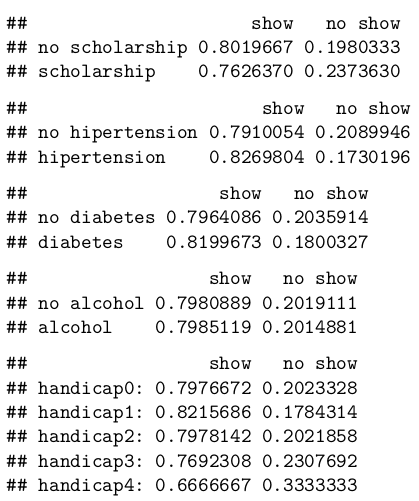 ##                   show   no show
## no scholarship 0.8019667 0.1980333
## scholarship    0.7626370 0.2373630
##                    show   no show
## no hipertension 0.7910054 0.2089946
## hipertension    0.8269804 0.1730196
##                show   no show
## no diabetes 0.7964086 0.2035914
## diabetes    0.8199673 0.1800327
##               show   no show
## no alcohol 0.7980889 0.2019111
## alcohol    0.7985119 0.2014881
##               show   no show
## handicap0: 0.7976672 0.2023328
## handicap1: 0.8215686 0.1784314
## handicap2: 0.7978142 0.2021858
## handicap3: 0.7692308 0.2307692
## handicap4: 0.6666667 0.3333333